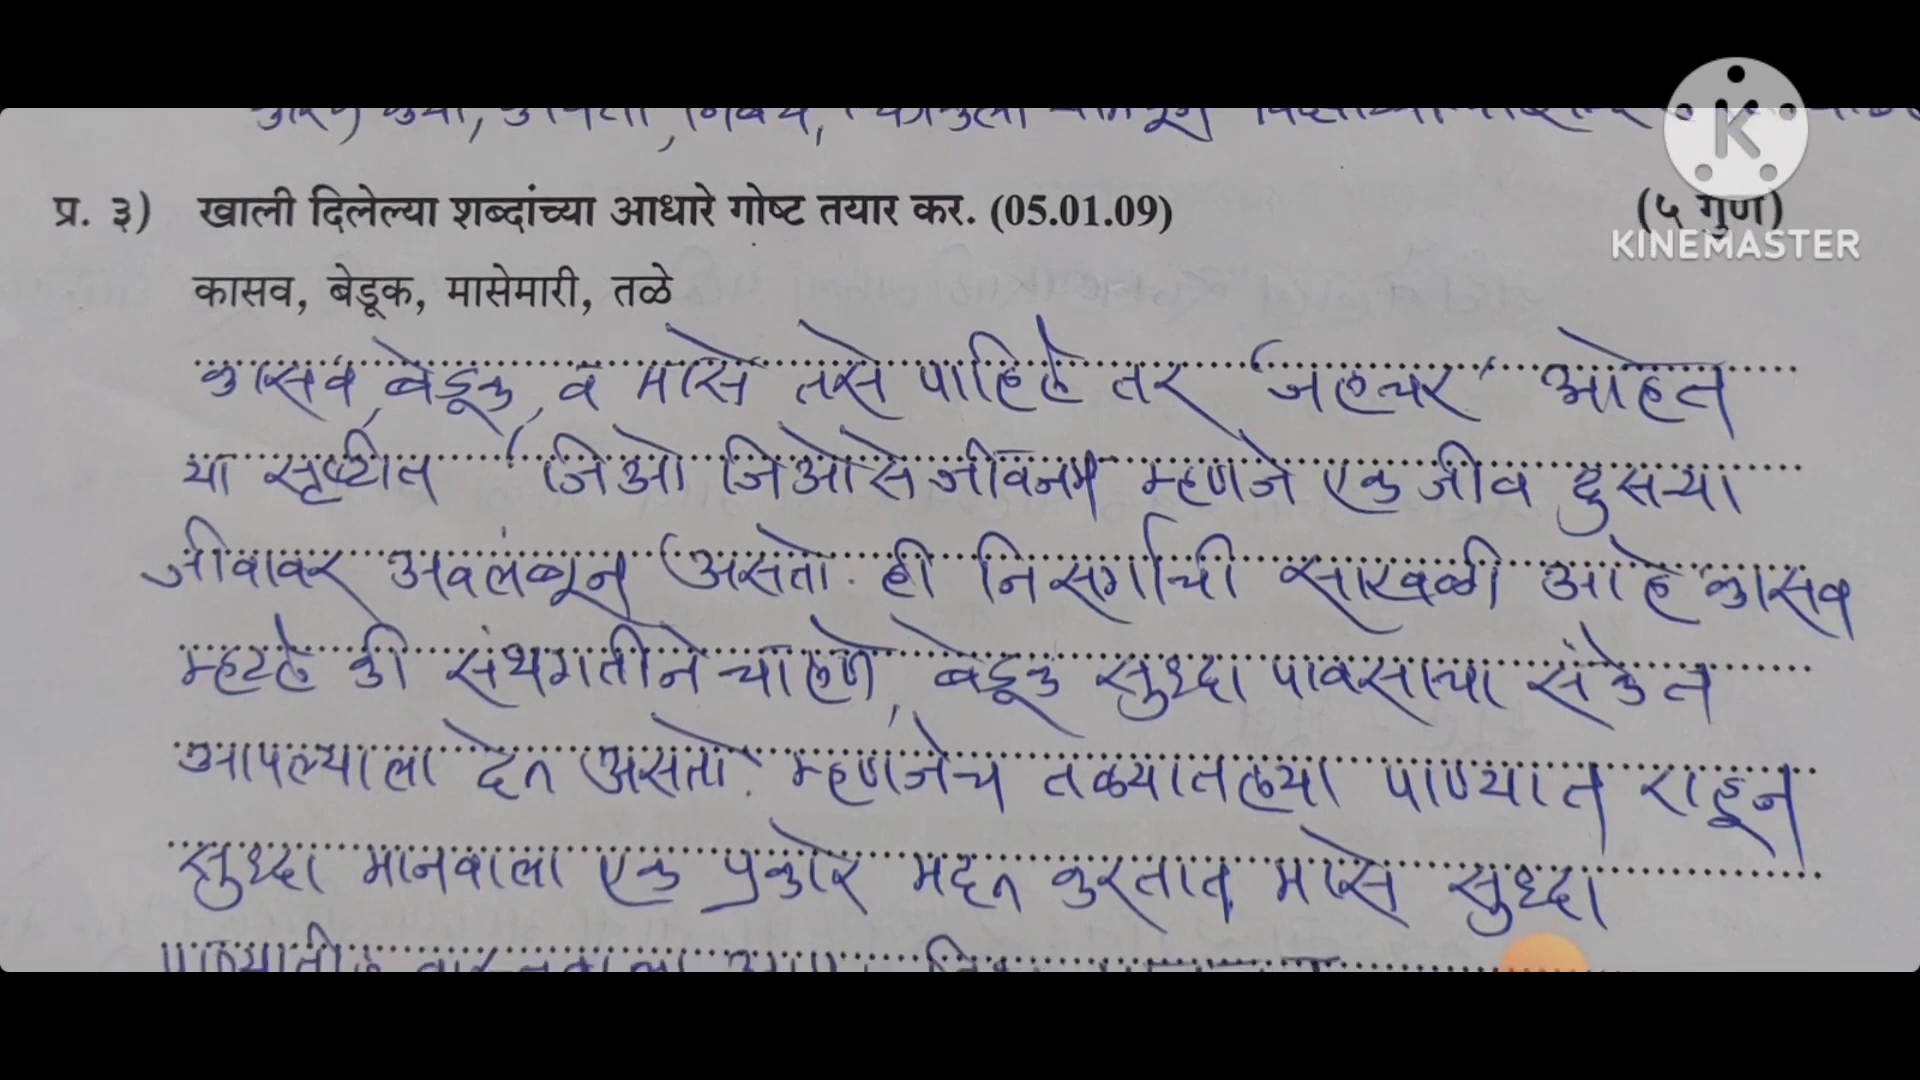 प्र. ३) खाली दिलेल्या शब्दांच्या आधारे गोष्ट तयार कर. (05.01.09) (५ गुण)
KINEMASTER
कासव, बेडूक, मासेमारी, तळे
कासव, बेडूक, व मासे तसे पाहिले तर 'जलचर' आहेत
या सृष्टीत 'जिओ जिओसे जीवनम म्हणजे एक जीव दुसऱ्या
जीवावर अवलंबून असतो. ही निसर्गाची साखळी आहे कासव
म्हटले की संथगतीने चालणे, बेडूक सुध्दा पावसाचा संकेत
आपल्याला देत असतो. म्हणजेच तळ्यातल्या पाण्यात राहून
सुध्दा मानवाला एक प्रकारे मदत करतात. मासे सुध्दा